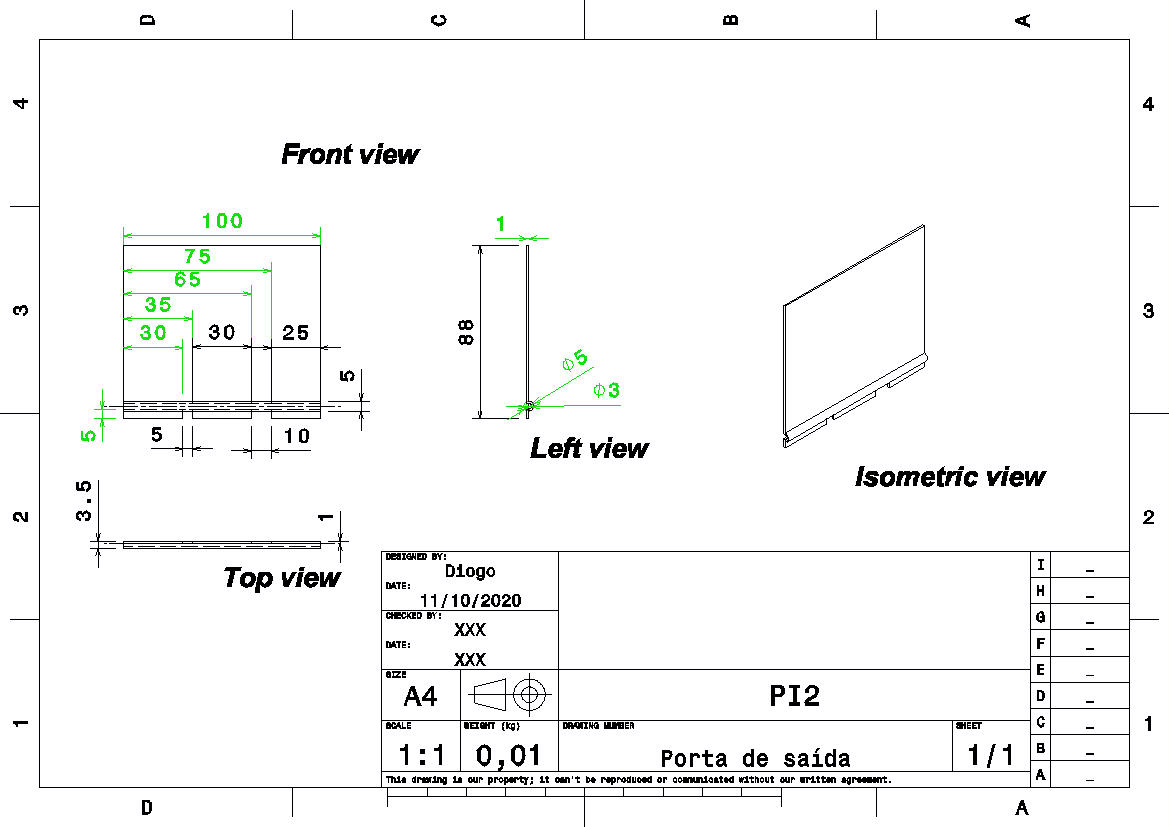 D C B A
4 4
Front view
100
75
65
35
30 30 25
5
5
5 10
1
88
Ø5
Ø3
Left view
Isometric view
3 3
3.5
1
Top view
2 2
DESIGNED BY:
Diogo
DATE:
11/10/2020
CHECKED BY:
XXX
DATE:
XXX
SIZE
A4
PI2
SCALE
1:1
WEIGHT (kg)
0,01
DRAWING NUMBER
Porta de saída
SHEET
1/1
This drawing is our property; it can't be reproduced or communicated without our written agreement.
I _
H _
G _
F _
E _
D _
C _
B _
A _
1 1
D A